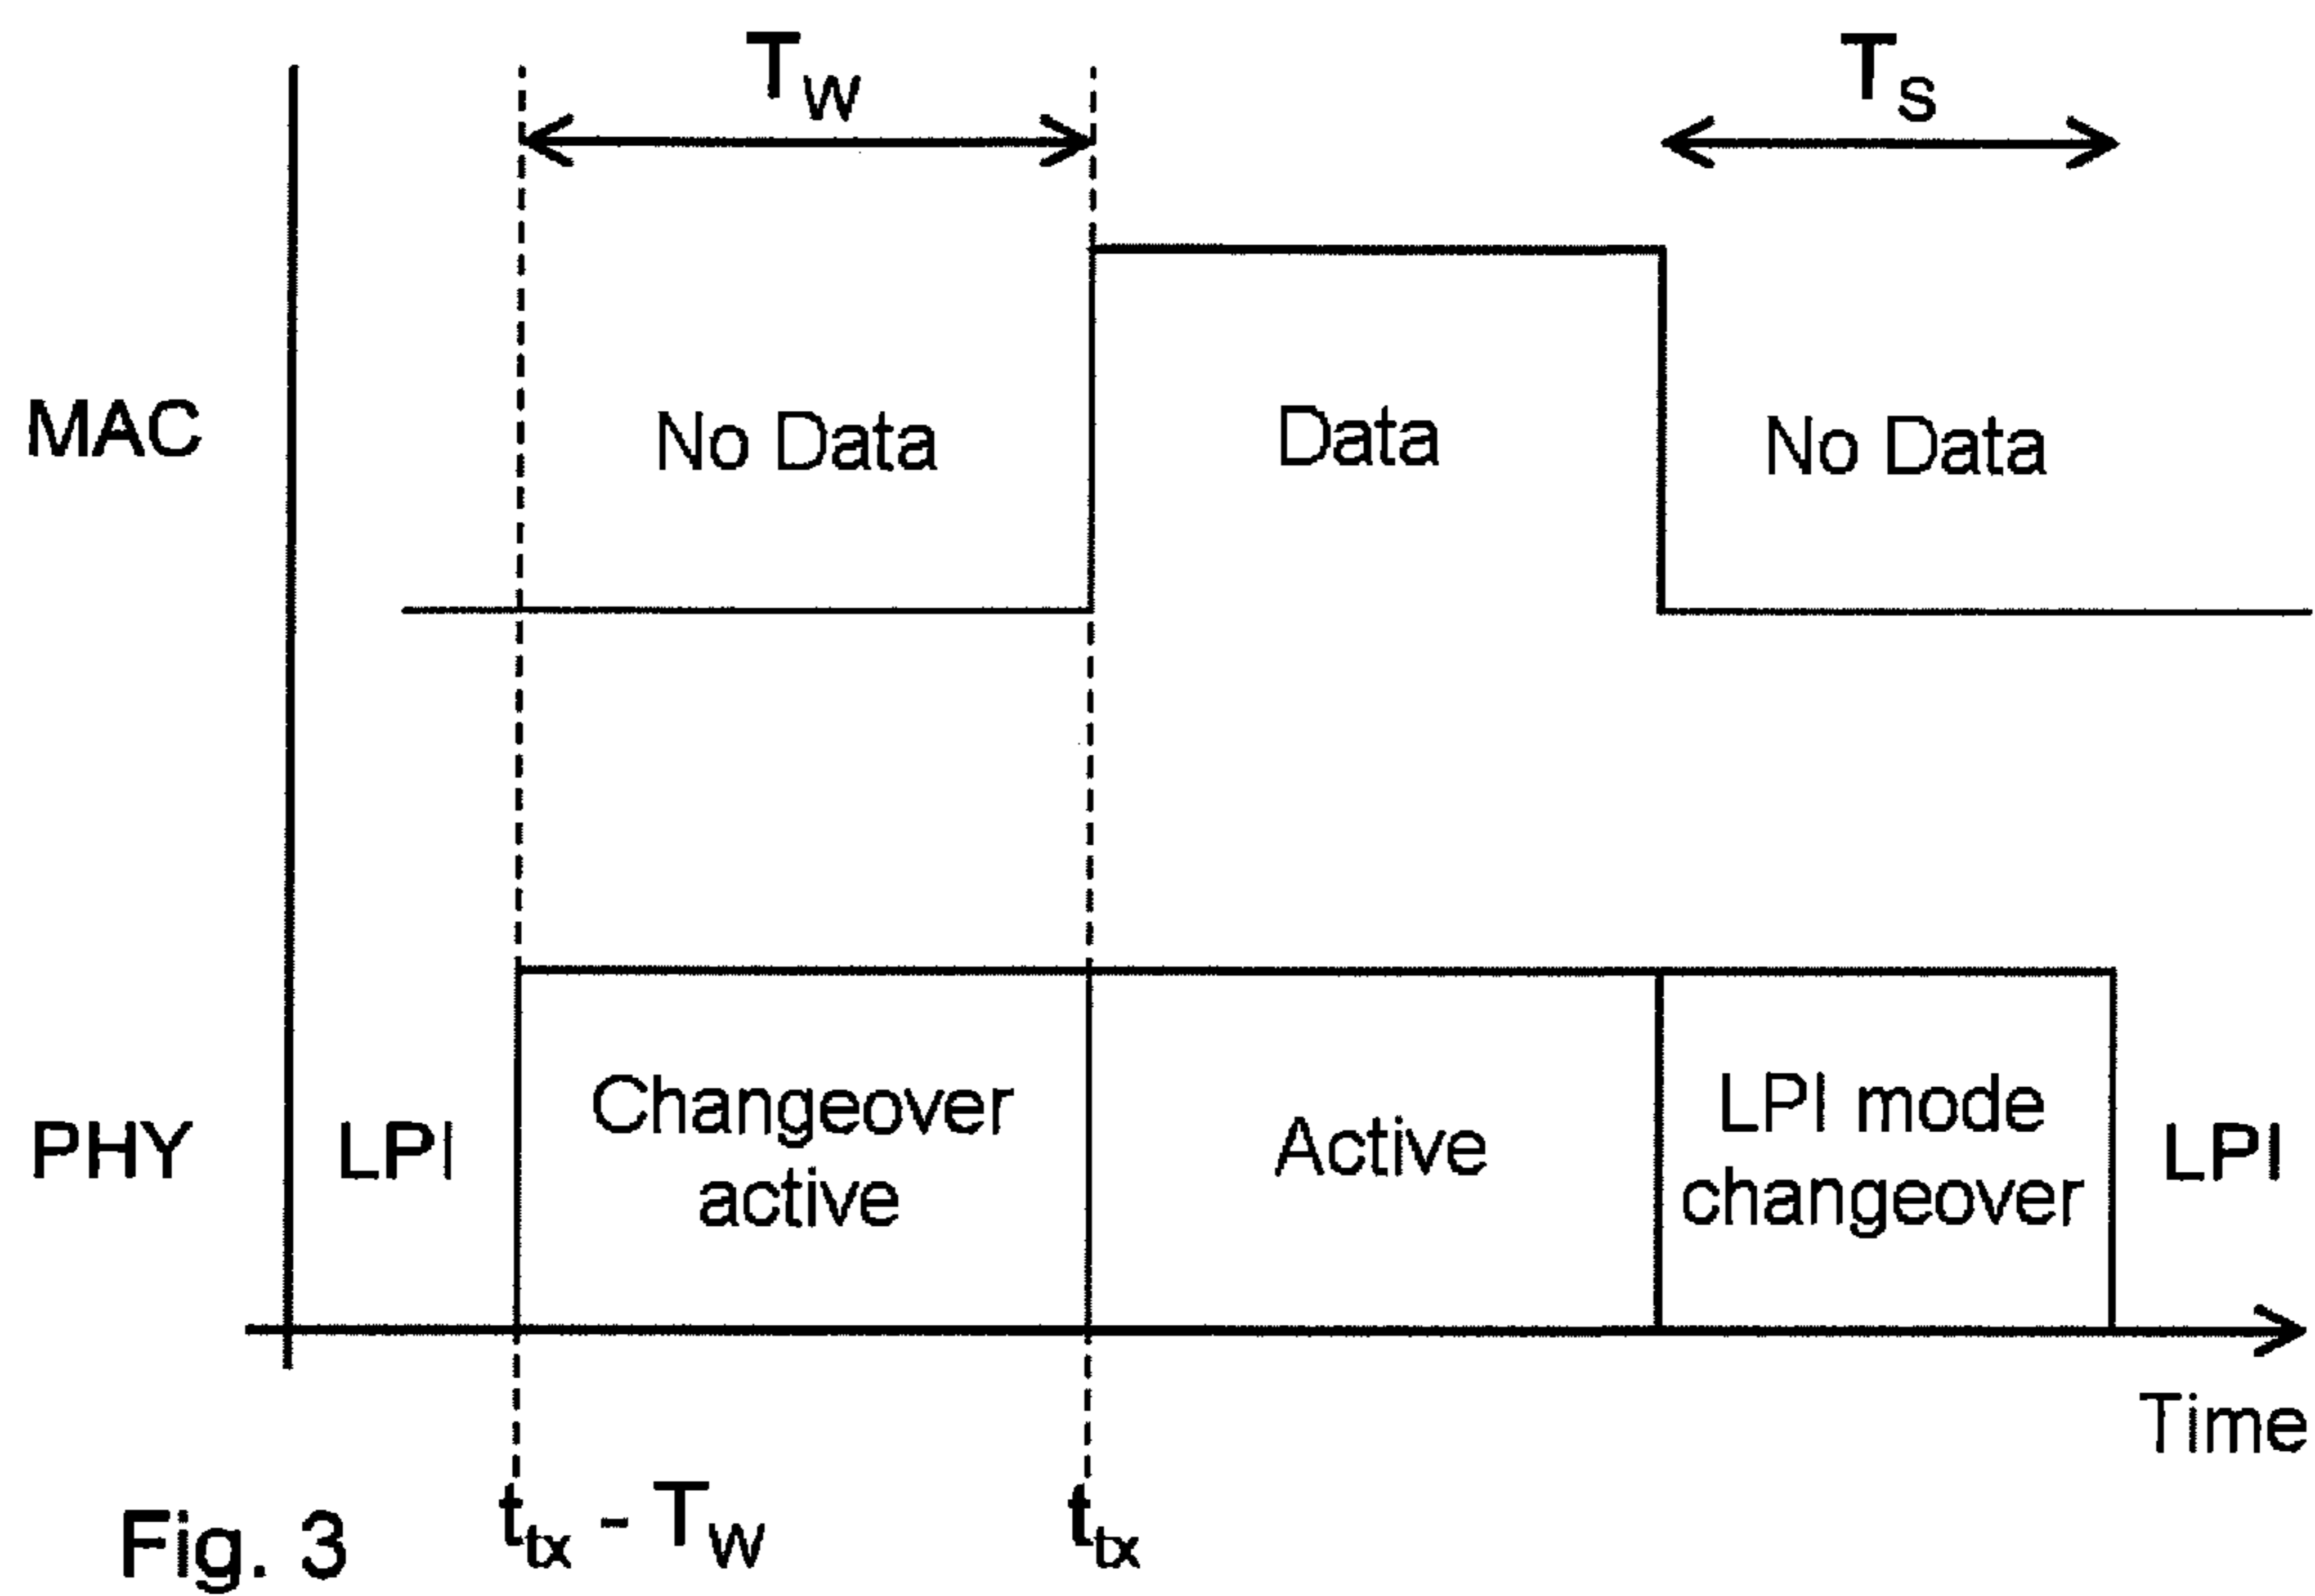 T_W
T_S
MAC
No Data
Data
No Data
PHY
LPI
Changeover
active
Active
LPI mode
changeover
LPI
Time
t_tx - T_W
t_tx
Fig. 3